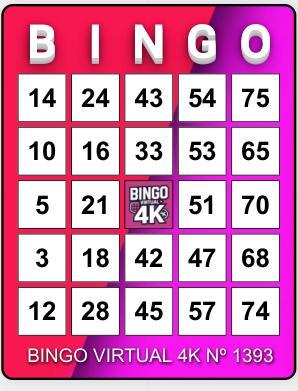 B I N G O
14 24 43 54 75
10 16 33 53 65
5 21 BINGO VIRTUAL 4K 51 70
3 18 42 47 68
12 28 45 57 74
BINGO VIRTUAL 4K Nº 1393